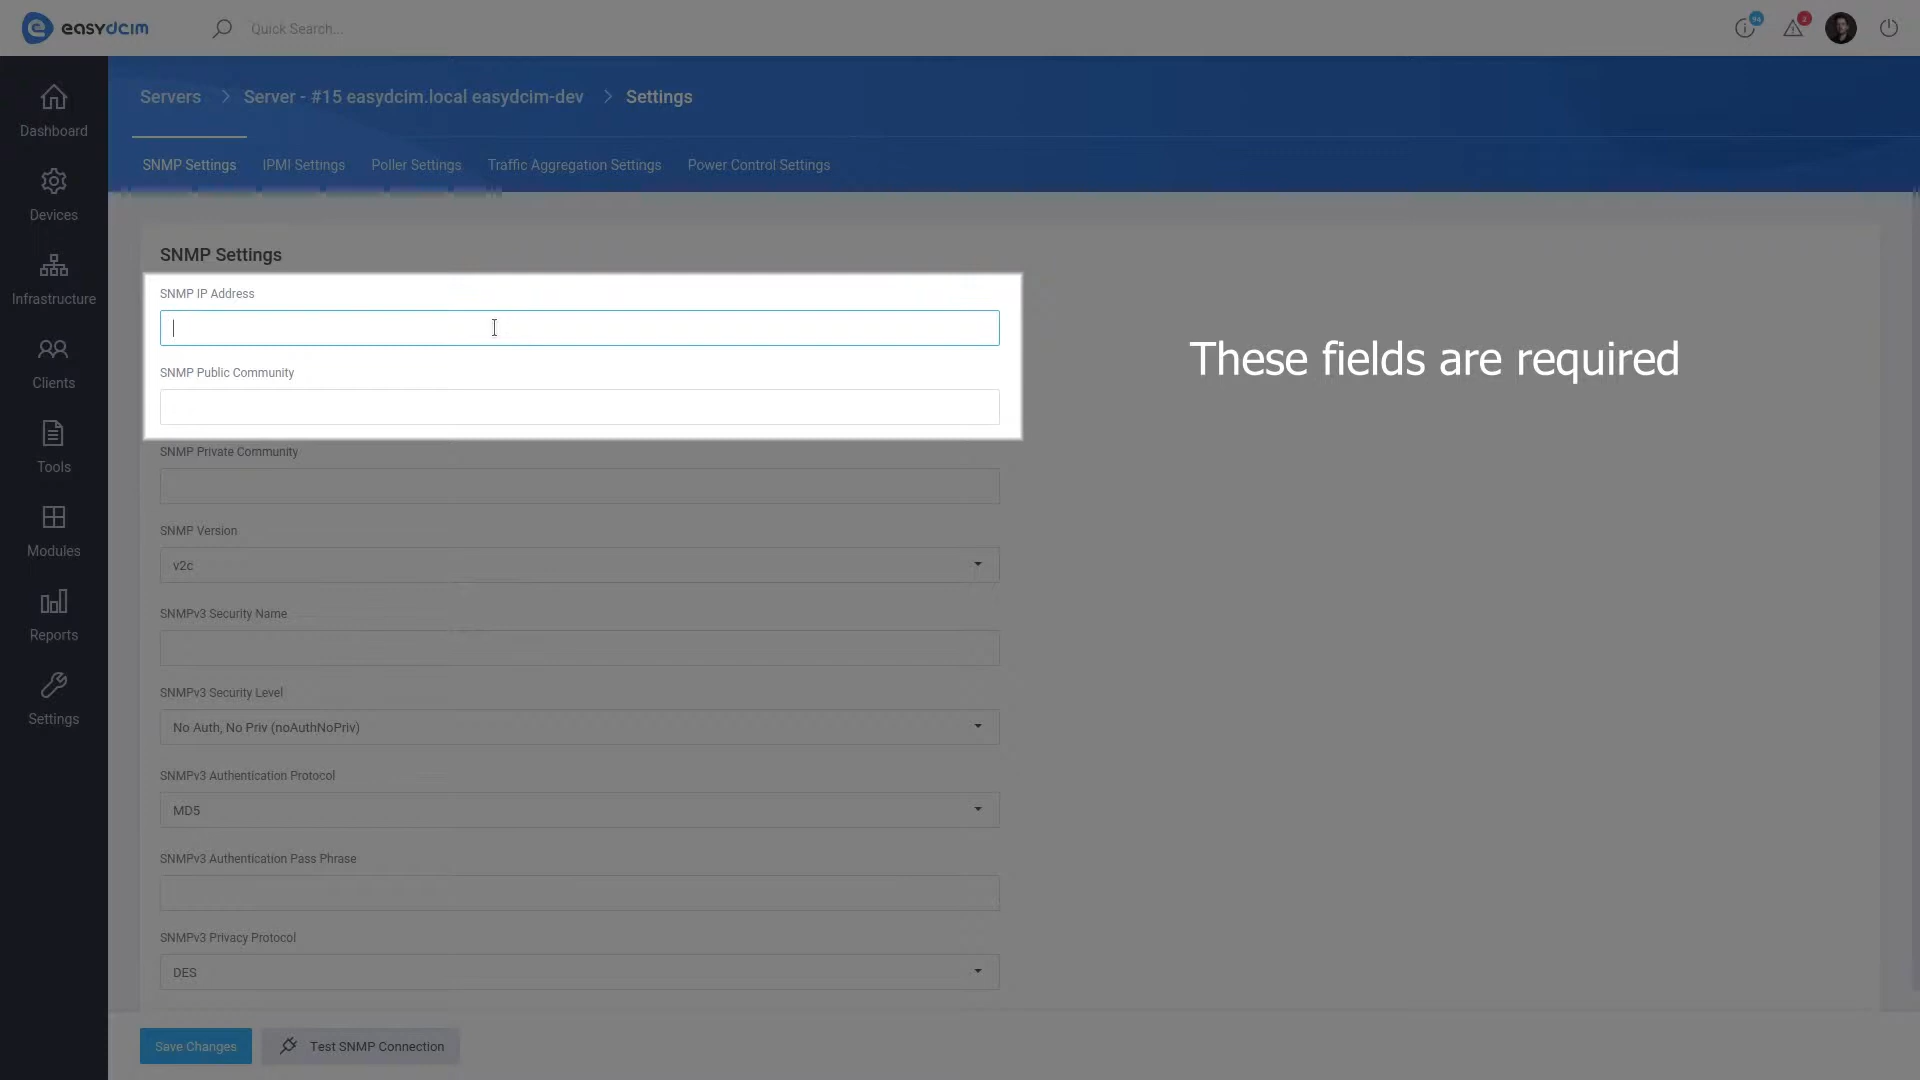 easydcim
Quick Search...
94
2
Dashboard
Devices
Infrastructure
Clients
Tools
Modules
Reports
Settings
Servers > Server - #15 easydcim.local easydcim-dev > Settings
SNMP Settings IPMI Settings Poller Settings Traffic Aggregation Settings Power Control Settings
SNMP Settings
SNMP IP Address
SNMP Public Community
These fields are required
SNMP Private Community
SNMP Version
v2c
SNMPv3 Security Name
SNMPv3 Security Level
No Auth, No Priv (noAuthNoPriv)
SNMPv3 Authentication Protocol
MD5
SNMPv3 Authentication Pass Phrase
SNMPv3 Privacy Protocol
DES
Save Changes
Test SNMP Connection